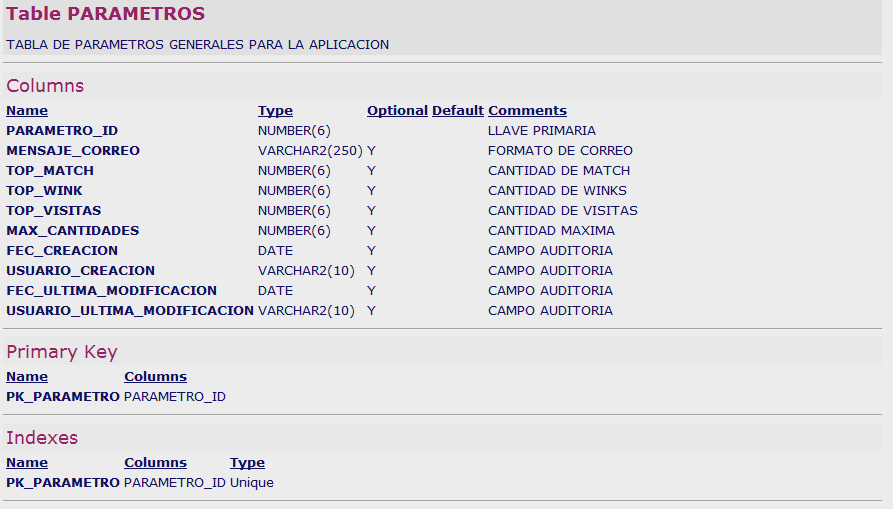 Table PARAMETROS
TABLA DE PARAMETROS GENERALES PARA LA APLICACION
Columns
Name Type Optional Default Comments
PARAMETRO_ID NUMBER(6) LLAVE PRIMARIA
MENSAJE_CORREO VARCHAR2(250) Y FORMATO DE CORREO
TOP_MATCH NUMBER(6) Y CANTIDAD DE MATCH
TOP_WINK NUMBER(6) Y CANTIDAD DE WINKS
TOP_VISITAS NUMBER(6) Y CANTIDAD DE VISITAS
MAX_CANTIDADES NUMBER(6) Y CANTIDAD MAXIMA
FEC_CREACION DATE Y CAMPO AUDITORIA
USUARIO_CREACION VARCHAR2(10) Y CAMPO AUDITORIA
FEC_ULTIMA_MODIFICACION DATE Y CAMPO AUDITORIA
USUARIO_ULTIMA_MODIFICACION VARCHAR2(10) Y CAMPO AUDITORIA
Primary Key
Name Columns
PK_PARAMETRO PARAMETRO_ID
Indexes
Name Columns Type
PK_PARAMETRO PARAMETRO_ID Unique